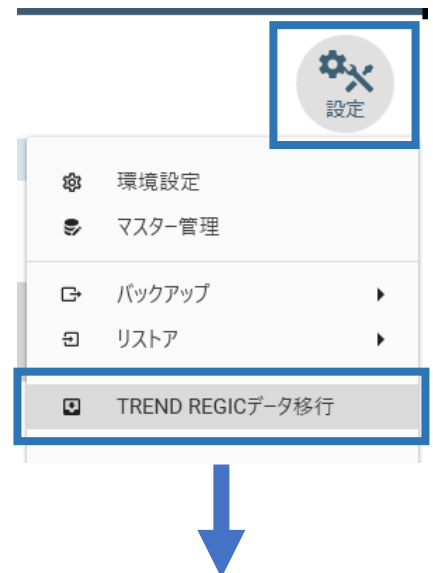 設定
環境設定
マスター管理
バックアップ
リストア
TREND REGICデータ移行